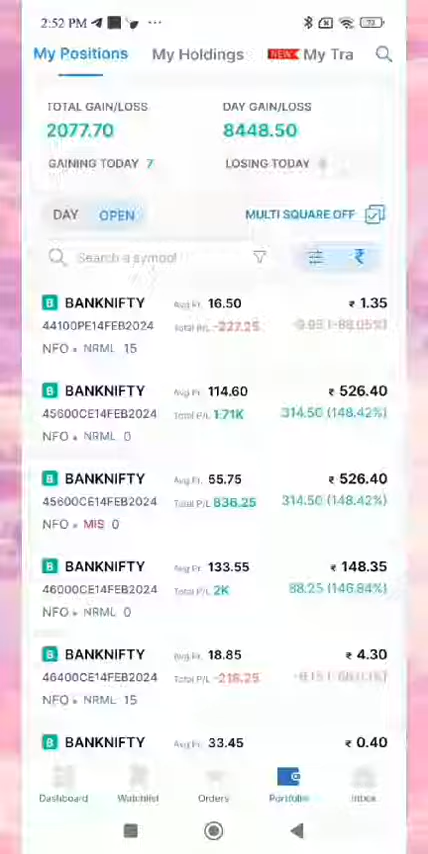 2:52 PM
My Positions My Holdings NEW My Tra
TOTAL GAIN/LOSS DAY GAIN/LOSS
2077.70 8448.50
GAINING TODAY 7 LOSING TODAY
DAY OPEN MULTI SQUARE OFF
Search a symbol ₹
B BANKNIFTY Avg Pr. 16.50 ₹ 1.35
44100PE14FEB2024 Total P/L -227.25 -9.95 (-88.05%)
NFO NRML 15
B BANKNIFTY Avg Pr. 114.60 ₹ 526.40
45600CE14FEB2024 Total P/L 1.71K 314.50 (148.42%)
NFO NRML 0
B BANKNIFTY Avg Pr. 55.75 ₹ 526.40
45600CE14FEB2024 Total P/L 836.25 314.50 (148.42%)
NFO MIS 0
B BANKNIFTY Avg Pr. 133.55 ₹ 148.35
46000CE14FEB2024 Total P/L 2K 88.25 (146.84%)
NFO NRML 0
B BANKNIFTY Avg Pr. 18.85 ₹ 4.30
46400CE14FEB2024 Total P/L -218.25
NFO NRML 15
B BANKNIFTY Avg Pr. 33.45 ₹ 0.40
Dashboard Watchlist Orders Portfolio Inbox